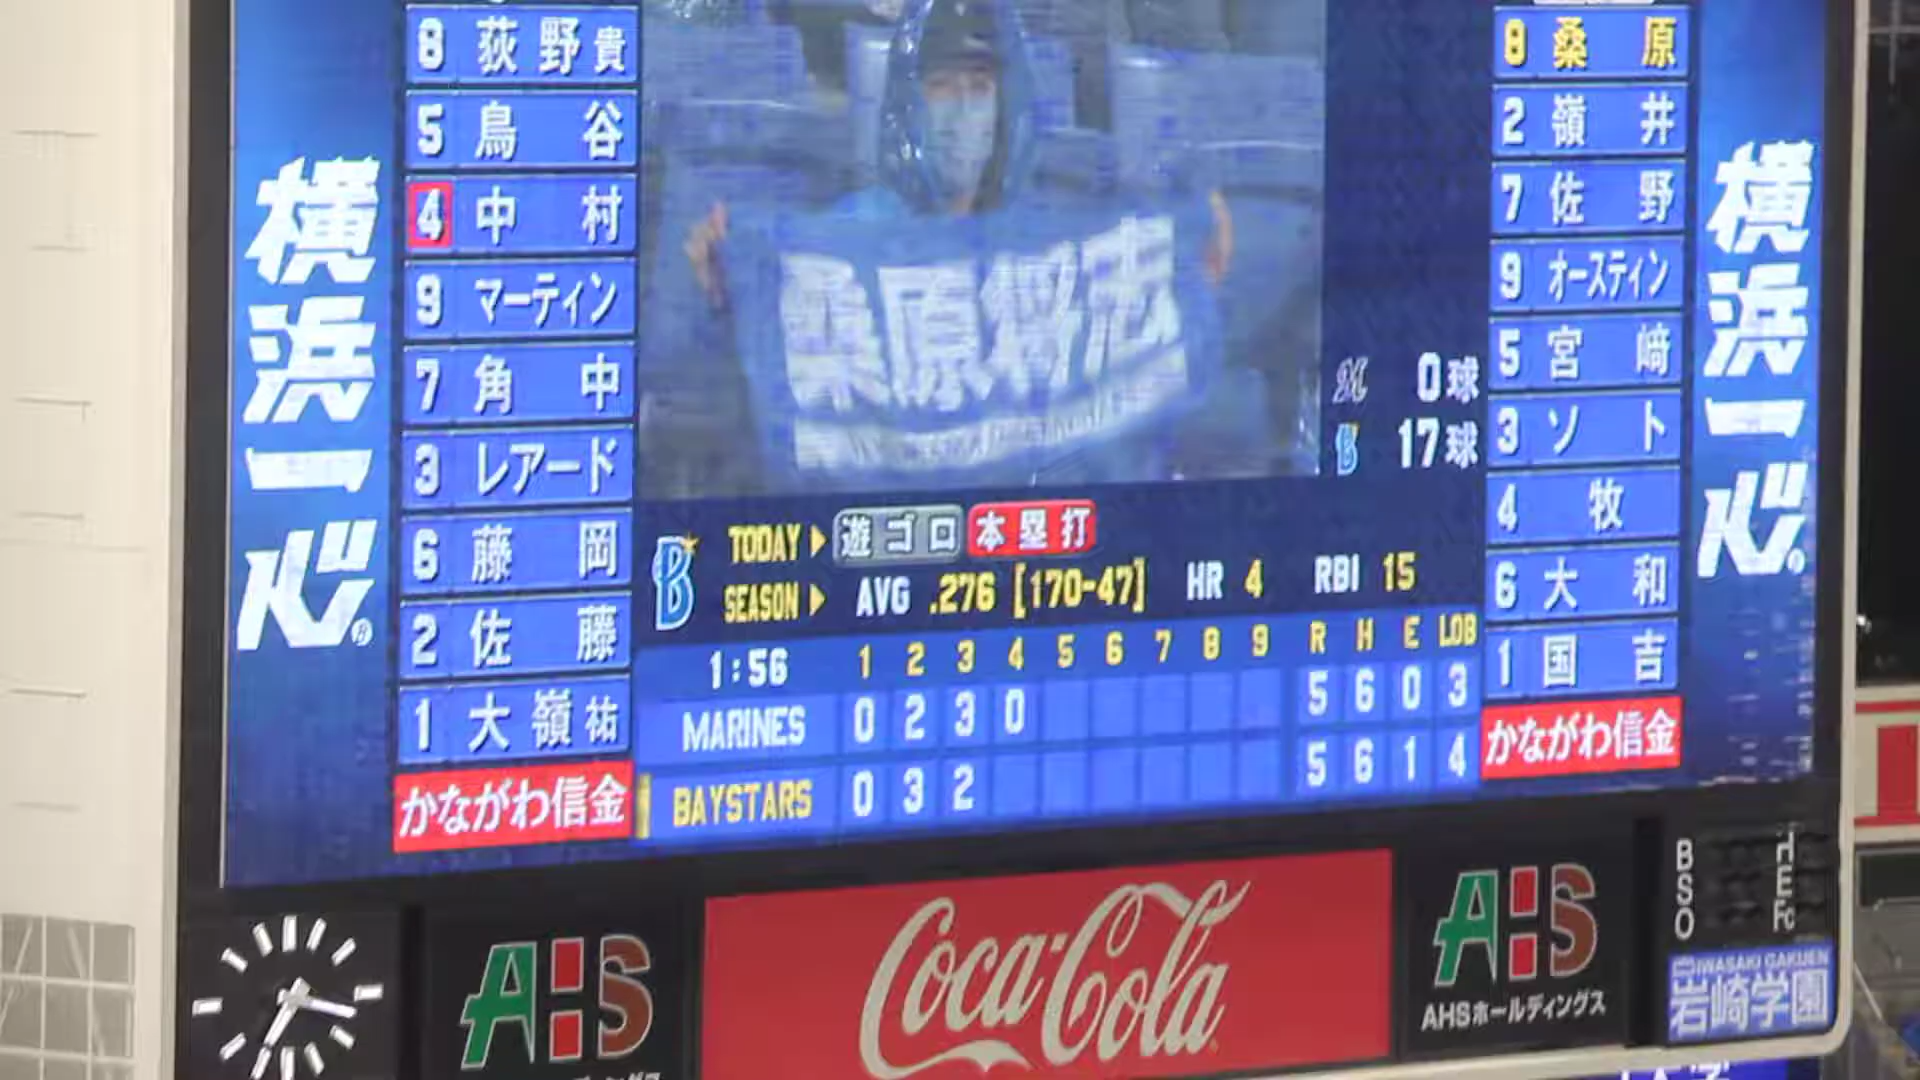 横浜一心
8 荻野貴
5 鳥谷
4 中村
9 マーティン
7 角中
3 レアード
6 藤岡
2 佐藤
1 大嶺祐
かながわ信金
桑原将志
M 0球
B 17球
B
TODAY 遊ゴロ 本塁打
SEASON AVG .276 [170-47] HR 4 RBI 15
1:56 1 2 3 4 5 6 7 8 9 R H E LOB
MARINES 0 2 3 0 5 6 0 3
BAYSTARS 0 3 2 5 6 1 4
8 桑原
2 嶺井
7 佐野
9 オースティン
5 宮﨑
3 ソト
4 牧
6 大和
1 国吉
かながわ信金
横浜一心
AHS
Coca-Cola
AHS
AHSホールディングス
B
S
O
H
E
Fc
IWASAKI GAKUEN
岩崎学園